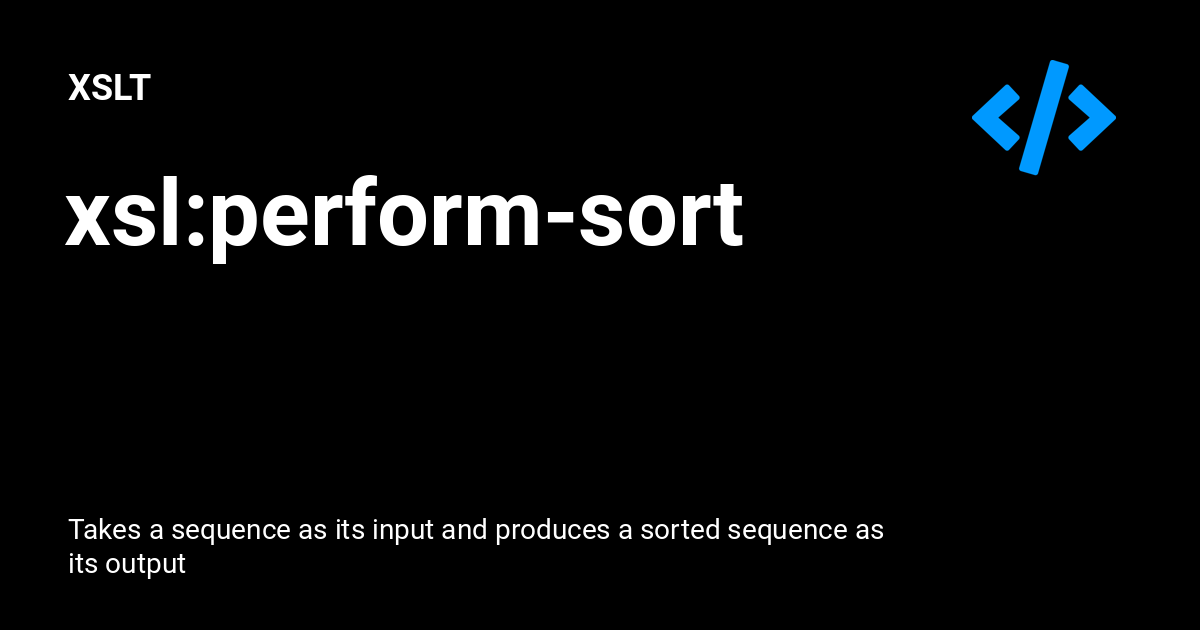 XSLT
xsl:perform-sort
Takes a sequence as its input and produces a sorted sequence as
its output